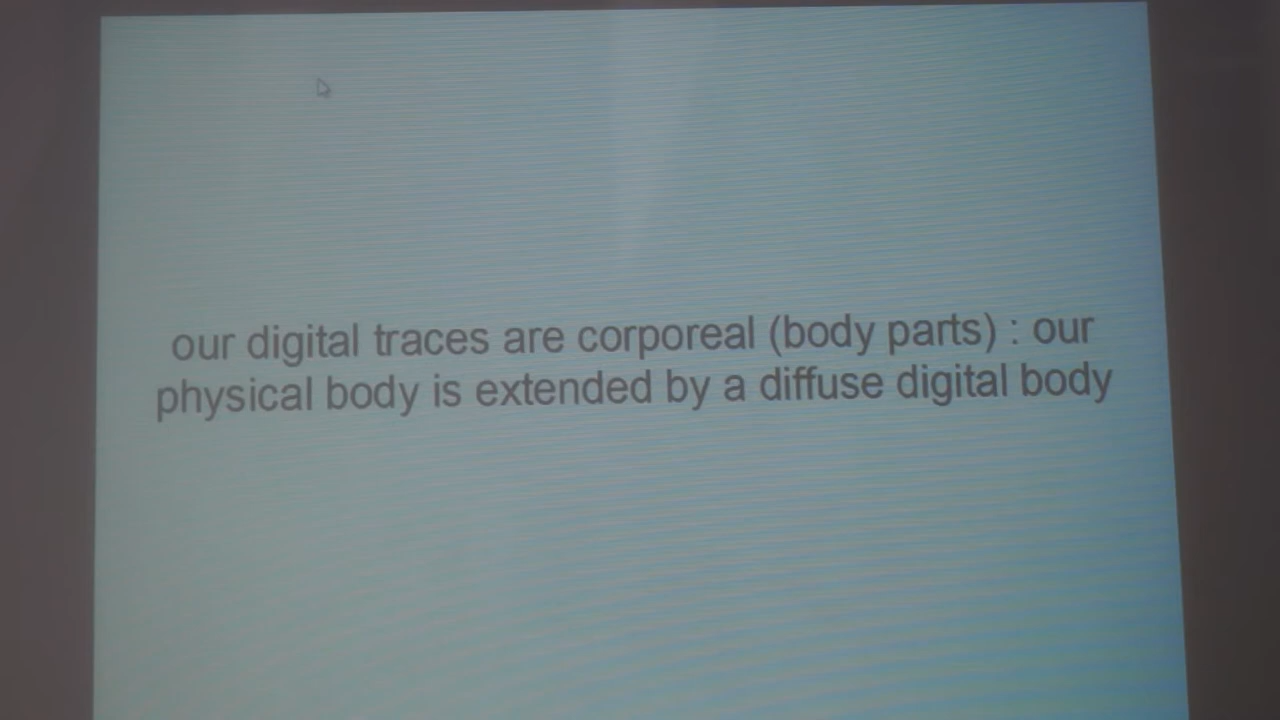 our digital traces are corporeal (body parts) : our
physical body is extended by a diffuse digital body